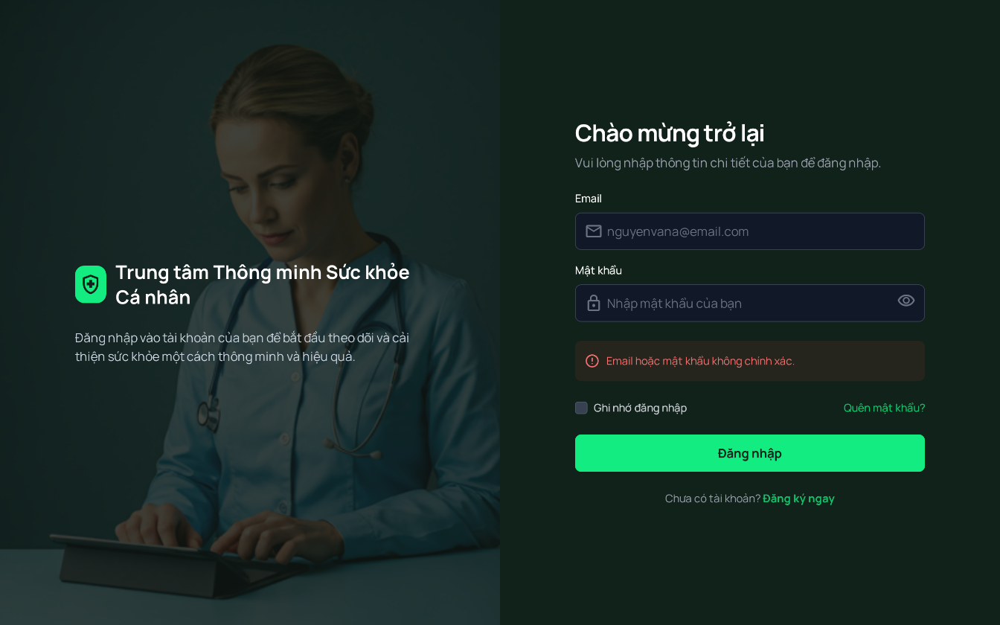 Trung tâm Thông minh Sức khỏe
Cá nhân
Đăng nhập vào tài khoản của bạn để bắt đầu theo dõi và cải
thiện sức khỏe một cách thông minh và hiệu quả.
Chào mừng trở lại
Vui lòng nhập thông tin chi tiết của bạn để đăng nhập.
Email
nguyenvana@email.com
Mật khẩu
Nhập mật khẩu của bạn
Email hoặc mật khẩu không chính xác.
Ghi nhớ đăng nhập
Quên mật khẩu?
Đăng nhập
Chưa có tài khoản? Đăng ký ngay